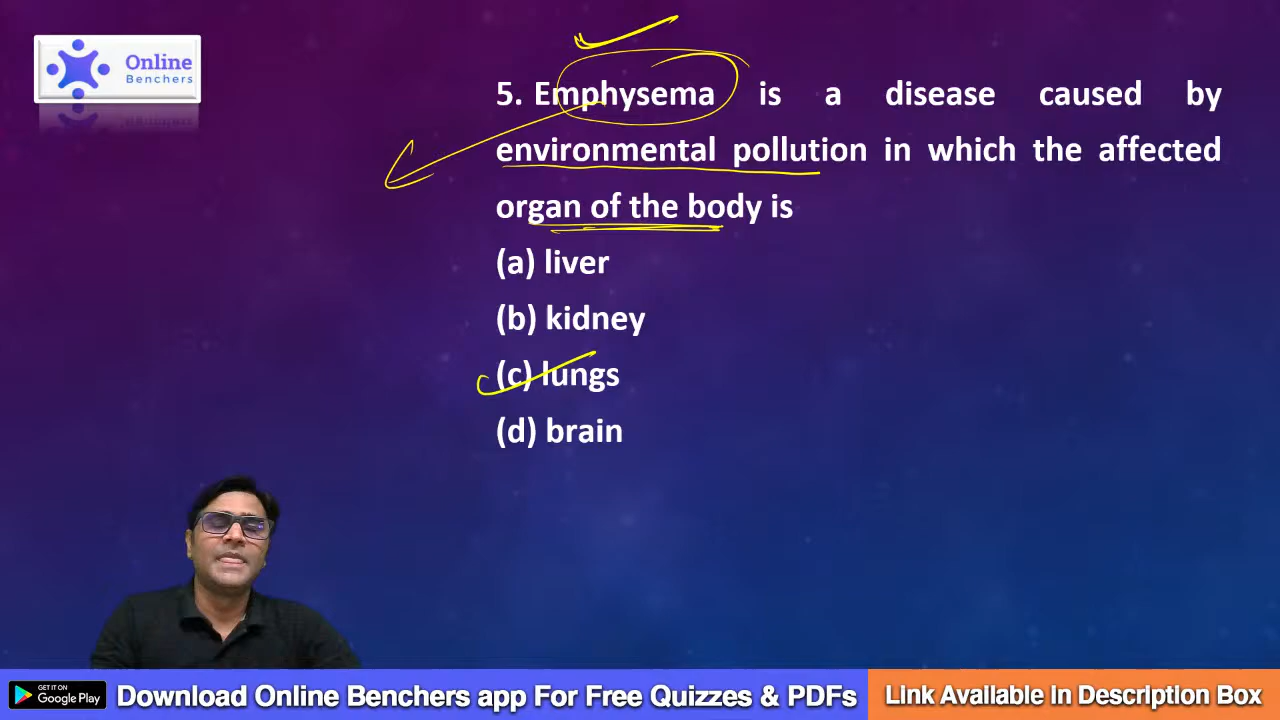 Online
Benchers
5. Emphysema is a disease caused by
environmental pollution in which the affected
organ of the body is
(a) liver
(b) kidney
(c) lungs
(d) brain
GET IT ON
Google Play
Download Online Benchers app For Free Quizzes & PDFs
Link Available In Description Box